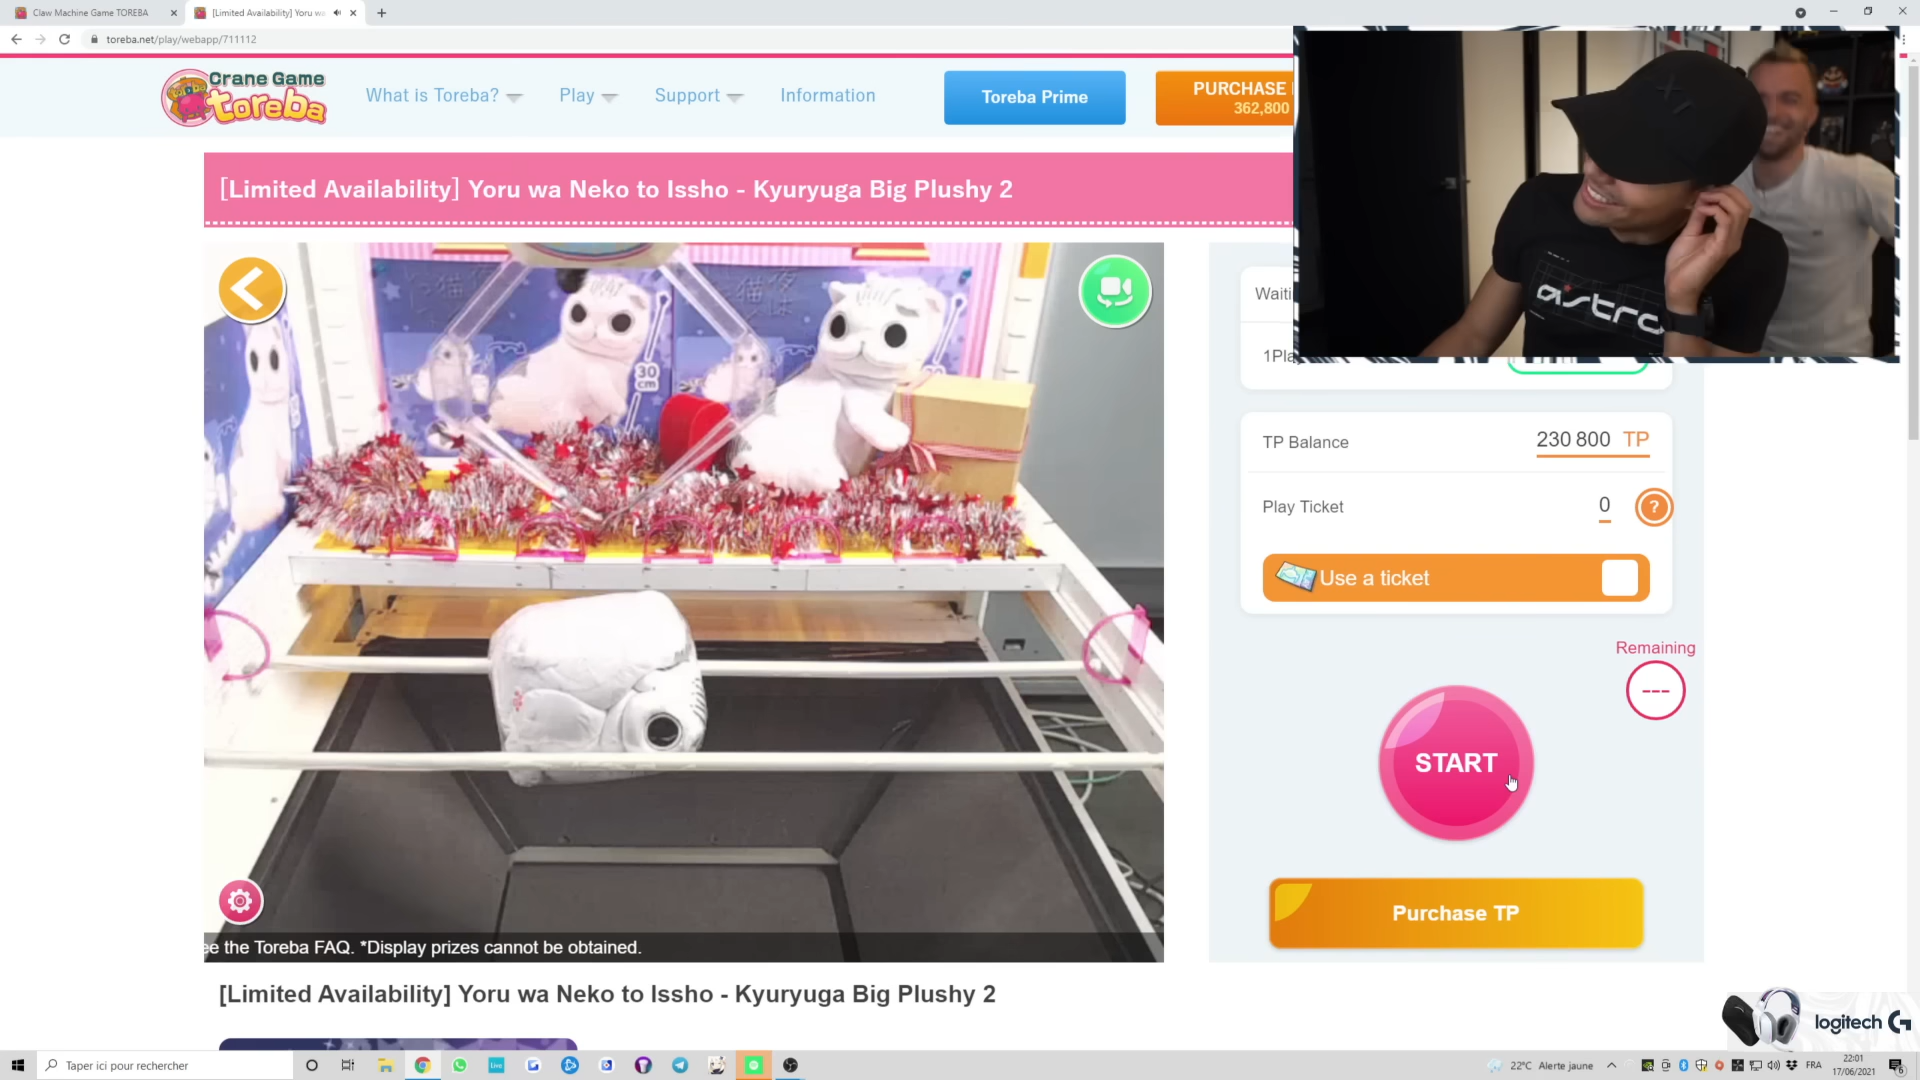 Claw Machine Game TOREBA
[Limited Availability] Yoru wa
toreba.net/play/webapp/711112
Crane Game
toreba
What is Toreba?
Play
Support
Information
Toreba Prime
PURCHASE
362,800
[Limited Availability] Yoru wa Neko to Issho - Kyuryuga Big Plushy 2
30
cm
Waiti
1Pla
astro
TP Balance
230 800 TP
Play Ticket
0
?
Use a ticket
Remaining
---
START
Purchase TP
ee the Toreba FAQ. *Display prizes cannot be obtained.
[Limited Availability] Yoru wa Neko to Issho - Kyuryuga Big Plushy 2
logitech G
Taper ici pour rechercher
Live
22°C Alerte jaune
FRA
22:01
17/06/2021